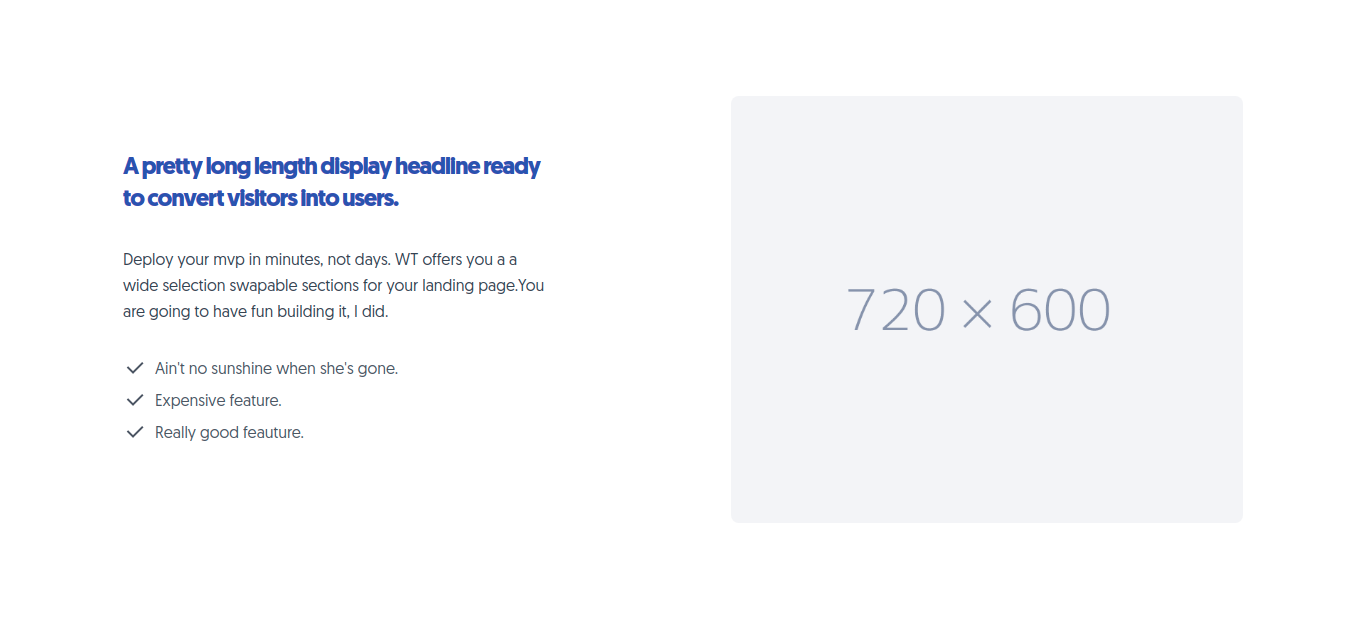 A pretty long length display headline ready
to convert visitors into users.
Deploy your mvp in minutes, not days. WT offers you a a
wide selection swapable sections for your landing page.You
are going to have fun building it, I did.
Ain't no sunshine when she's gone.
Expensive feature.
Really good feauture.
720 × 600